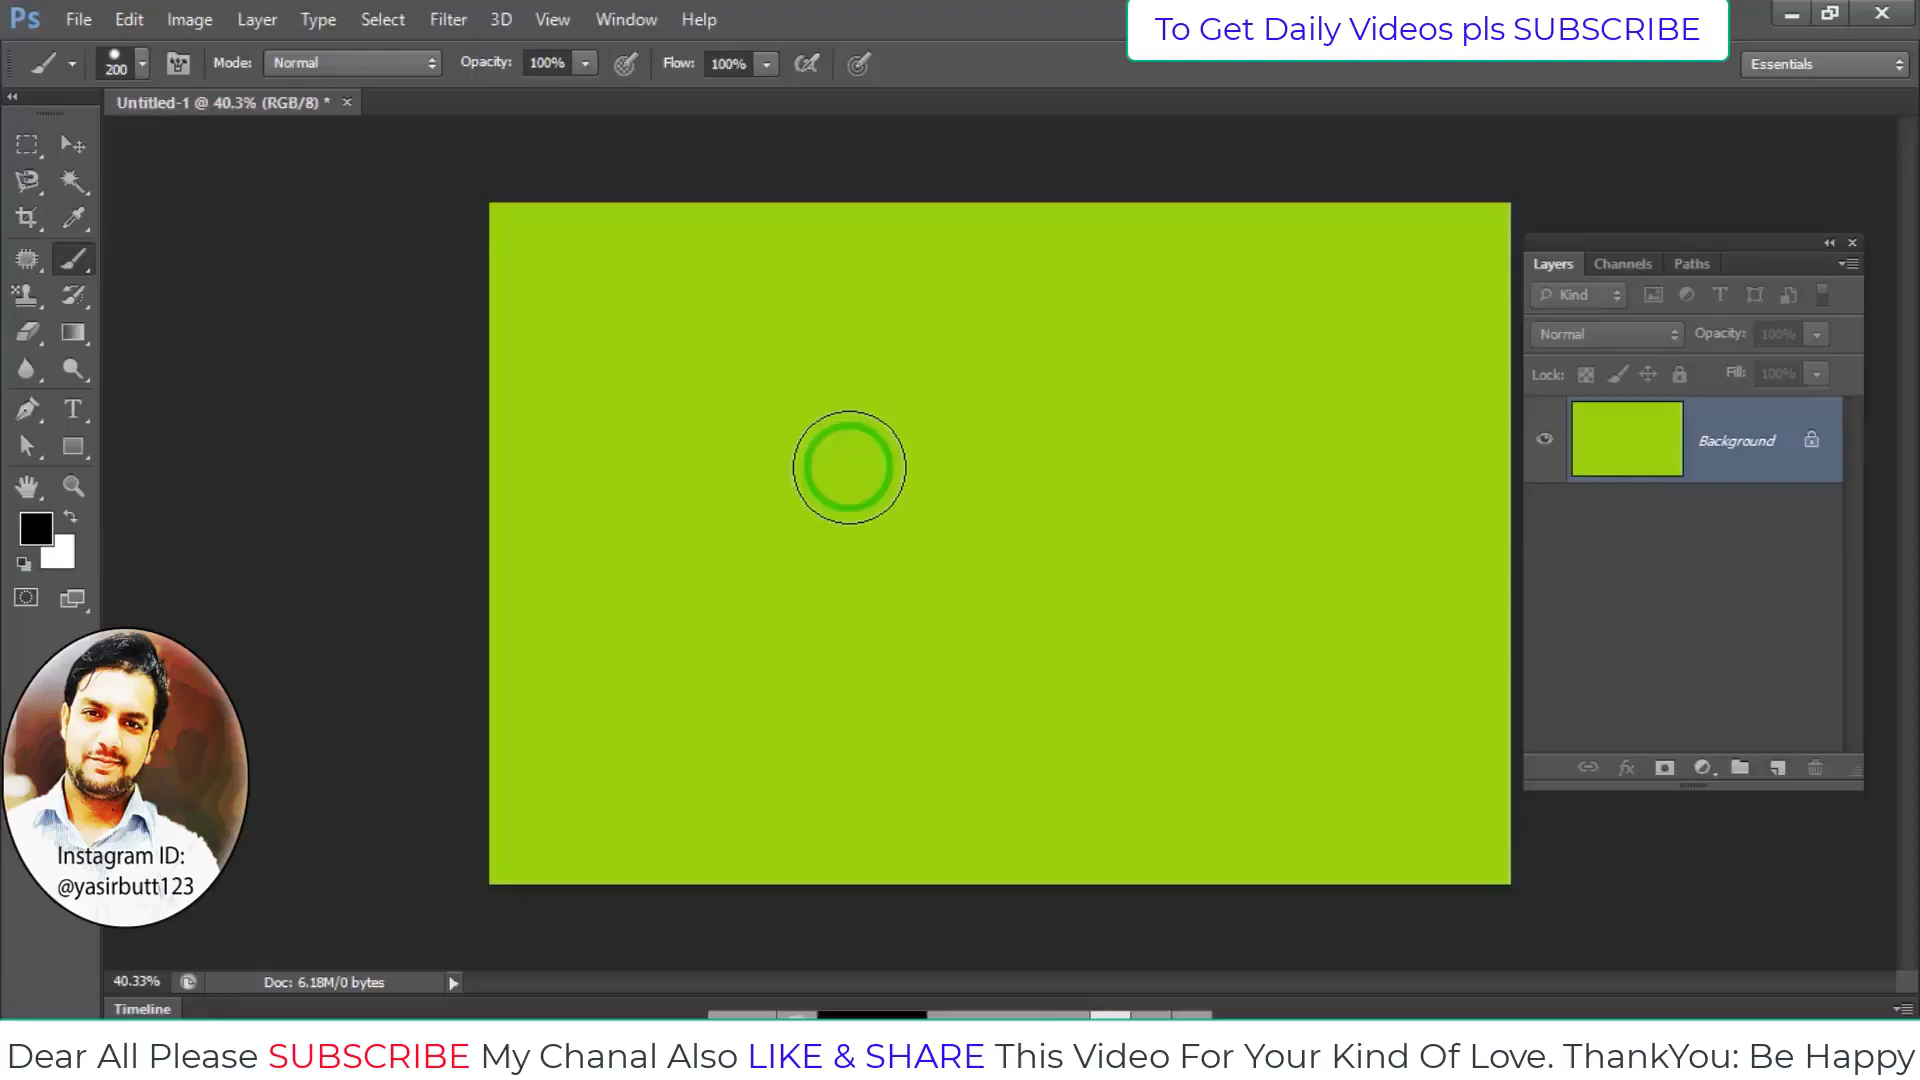 Ps File Edit Image Layer Type Select Filter 3D View Window Help
To Get Daily Videos pls SUBSCRIBE
200 Mode: Normal Opacity: 100% Flow: 100% Essentials
Untitled-1 @ 40.3% (RGB/8) * ×
Layers Channels Paths
Kind
Normal Opacity: 100%
Lock: Fill: 100%
Background
Instagram ID:
@yasirbutt123
40.33% Doc: 6.18M/0 bytes
Timeline
Dear All Please SUBSCRIBE My Chanal Also LIKE & SHARE This Video For Your Kind Of Love. ThankYou: Be Happy